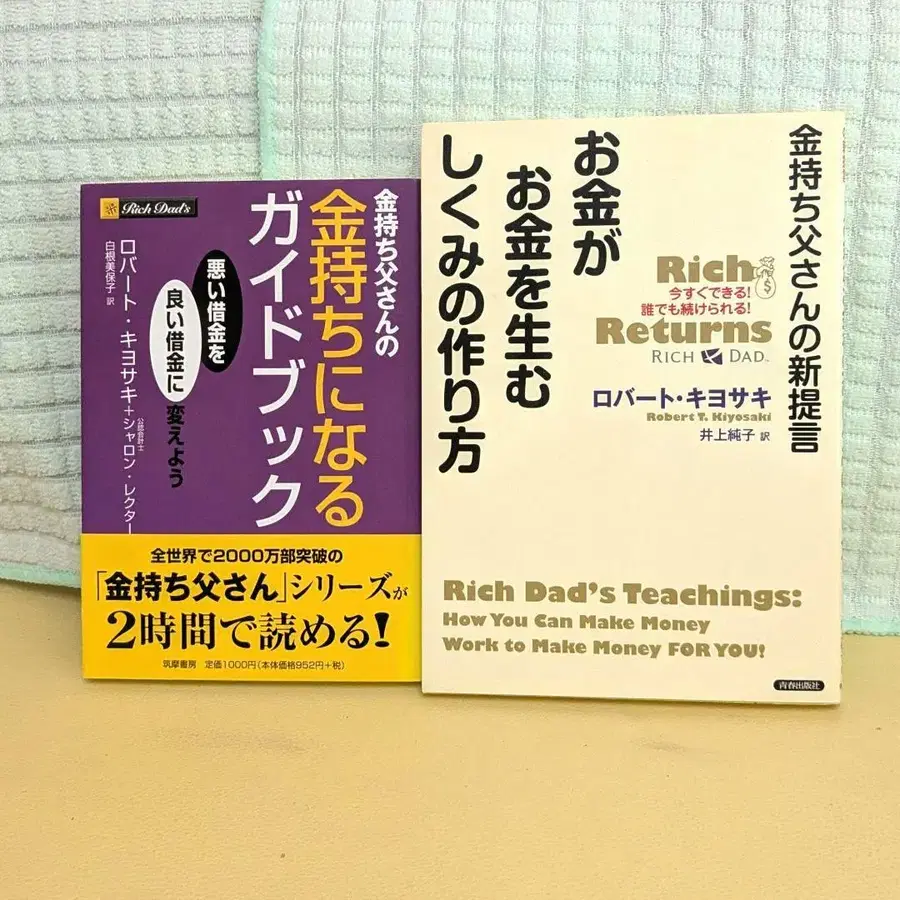 Rich Dad's
金持ち父さんの
金持ちになる
ガイドブック
悪い借金を
良い借金に
変えよう
ロバート・キヨサキ+公認会計士シャロン・レクター
白根美保子 訳
全世界で2000万部突破の
「金持ち父さん」シリーズが
2時間で読める!
筑摩書房 定価1000円(本体価格952円+税)
金持ち父さんの新提言
お金が
お金を生む
しくみの作り方
Rich
今すぐできる!
誰でも続けられる!
Returns
RICH DAD™
ロバート・キヨサキ
Robert T. Kiyosaki
井上純子 訳
Rich Dad's Teachings:
How You Can Make Money
Work to Make Money FOR YOU!
青春出版社